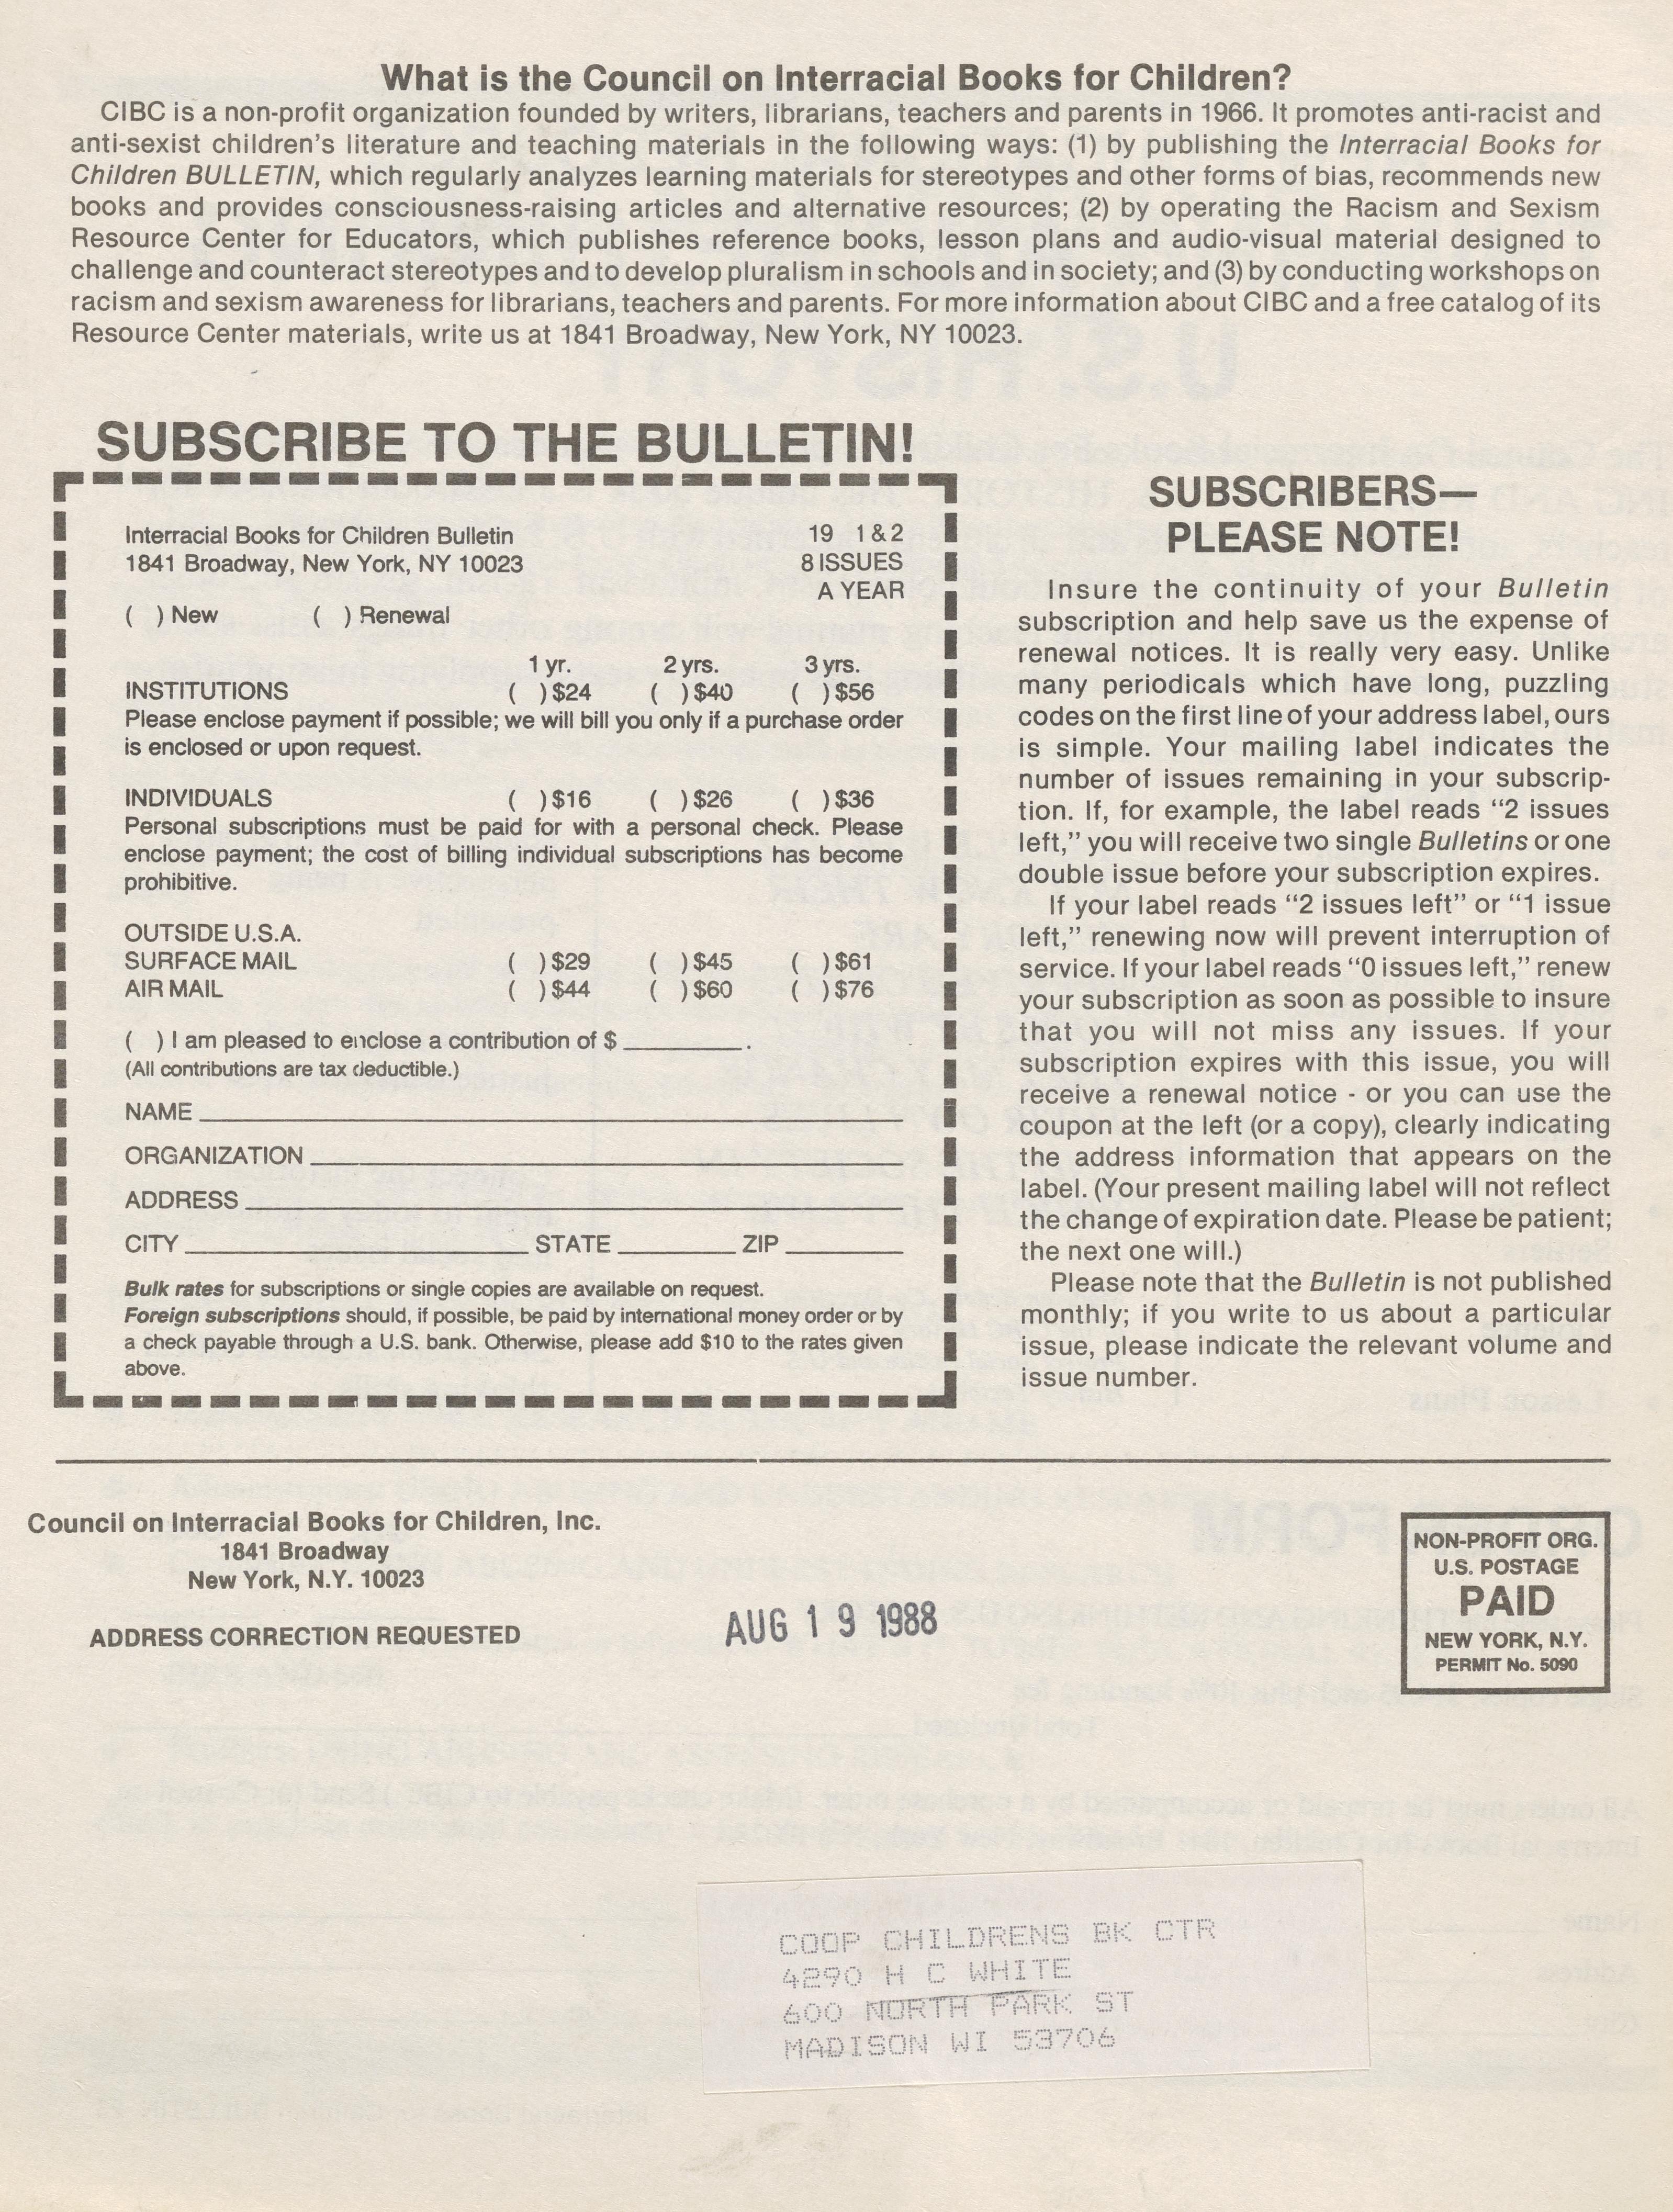 What is the Council on Interracial Books for Children?
CIBC is a non-profit organization founded by writers, librarians, teachers and parents in 1966. It promotes anti-racist and
anti-sexist children's literature and teaching materials in the following ways: (1) by publishing the Interracial Books for
Children BULLETIN, which regularly analyzes learning materials for stereotypes and other forms of bias, recommends new
books and provides consciousness-raising articles and alternative resources; (2) by operating the Racism and Sexism
Resource Center for Educators, which publishes reference books, lesson plans and audio-visual material designed to
challenge and counteract stereotypes and to develop pluralism in schools and in society; and (3) by conducting workshops on
racism and sexism awareness for librarians, teachers and parents. For more information about CIBC and a free catalog of its
Resource Center materials, write us at 1841 Broadway, New York, NY 10023.
SUBSCRIBE TO THE BULLETIN!
Interracial Books for Children Bulletin 19 1&2
1841 Broadway, New York, NY 10023 8 ISSUES
A YEAR
( ) New ( ) Renewal
1 yr. 2 yrs. 3 yrs.
INSTITUTIONS ( ) $24 ( ) $40 ( ) $56
Please enclose payment if possible; we will bill you only if a purchase order
is enclosed or upon request.
INDIVIDUALS ( ) $16 ( ) $26 ( ) $36
Personal subscriptions must be paid for with a personal check. Please
enclose payment; the cost of billing individual subscriptions has become
prohibitive.
OUTSIDE U.S.A.
SURFACE MAIL ( ) $29 ( ) $45 ( ) $61
AIR MAIL ( ) $44 ( ) $60 ( ) $76
( ) I am pleased to enclose a contribution of $ ________.
(All contributions are tax deductible.)
NAME
ORGANIZATION
ADDRESS
CITY STATE ZIP
Bulk rates for subscriptions or single copies are available on request.
Foreign subscriptions should, if possible, be paid by international money order or by
a check payable through a U.S. bank. Otherwise, please add $10 to the rates given
above.
SUBSCRIBERS—
PLEASE NOTE!
Insure the continuity of your Bulletin
subscription and help save us the expense of
renewal notices. It is really very easy. Unlike
many periodicals which have long, puzzling
codes on the first line of your address label, ours
is simple. Your mailing label indicates the
number of issues remaining in your subscrip-
tion. If, for example, the label reads "2 issues
left," you will receive two single Bulletins or one
double issue before your subscription expires.
If your label reads "2 issues left" or "1 issue
left," renewing now will prevent interruption of
service. If your label reads "0 issues left," renew
your subscription as soon as possible to insure
that you will not miss any issues. If your
subscription expires with this issue, you will
receive a renewal notice - or you can use the
coupon at the left (or a copy), clearly indicating
the address information that appears on the
label. (Your present mailing label will not reflect
the change of expiration date. Please be patient;
the next one will.)
Please note that the Bulletin is not published
monthly; if you write to us about a particular
issue, please indicate the relevant volume and
issue number.
Council on Interracial Books for Children, Inc.
1841 Broadway
New York, N.Y. 10023
ADDRESS CORRECTION REQUESTED
AUG 19 1988
NON-PROFIT ORG.
U.S. POSTAGE
PAID
NEW YORK, N.Y.
PERMIT No. 5090
COOP CHILDRENS BK CTR
4290 H C WHITE
600 NORTH PARK ST
MADISON WI 53706